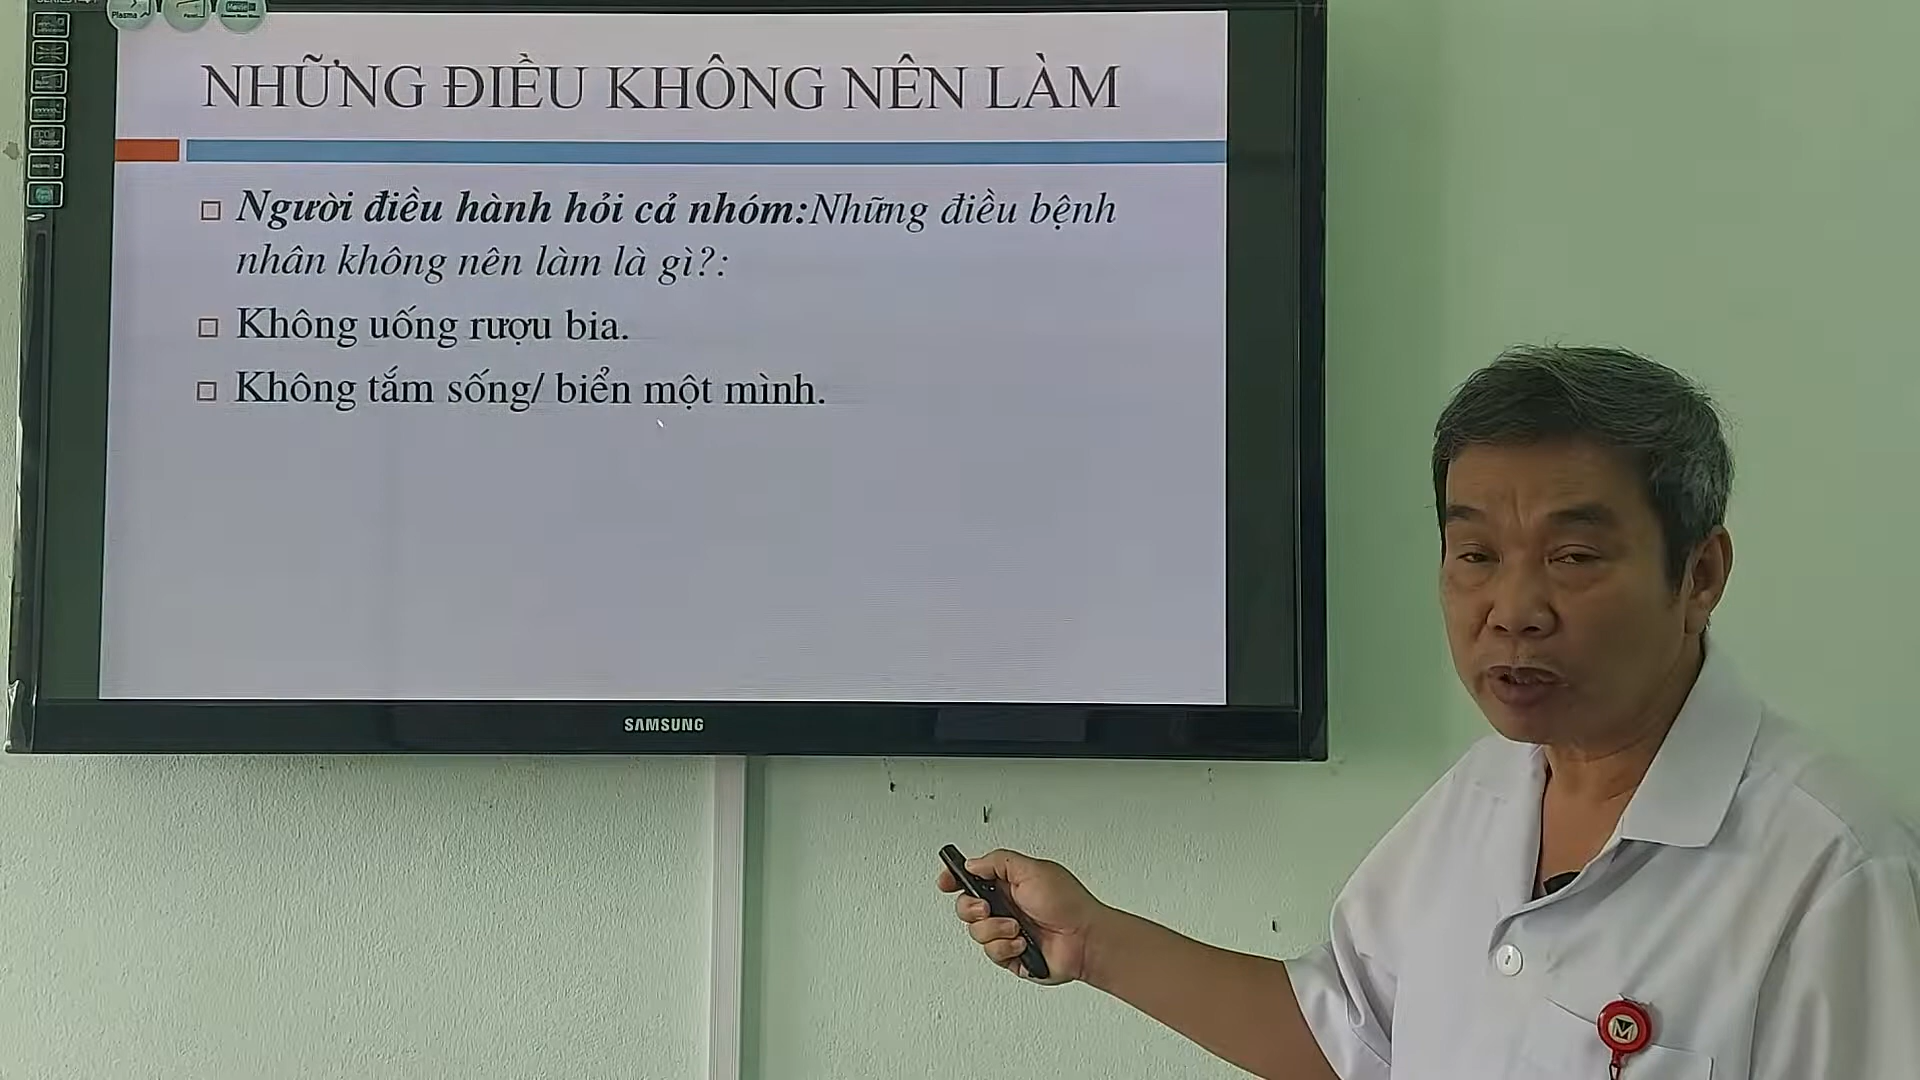 NHỮNG ĐIỀU KHÔNG NÊN LÀM
Người điều hành hỏi cả nhóm:Những điều bệnh
nhân không nên làm là gì?:
Không uống rượu bia.
Không tắm sống/ biển một mình.
SAMSUNG